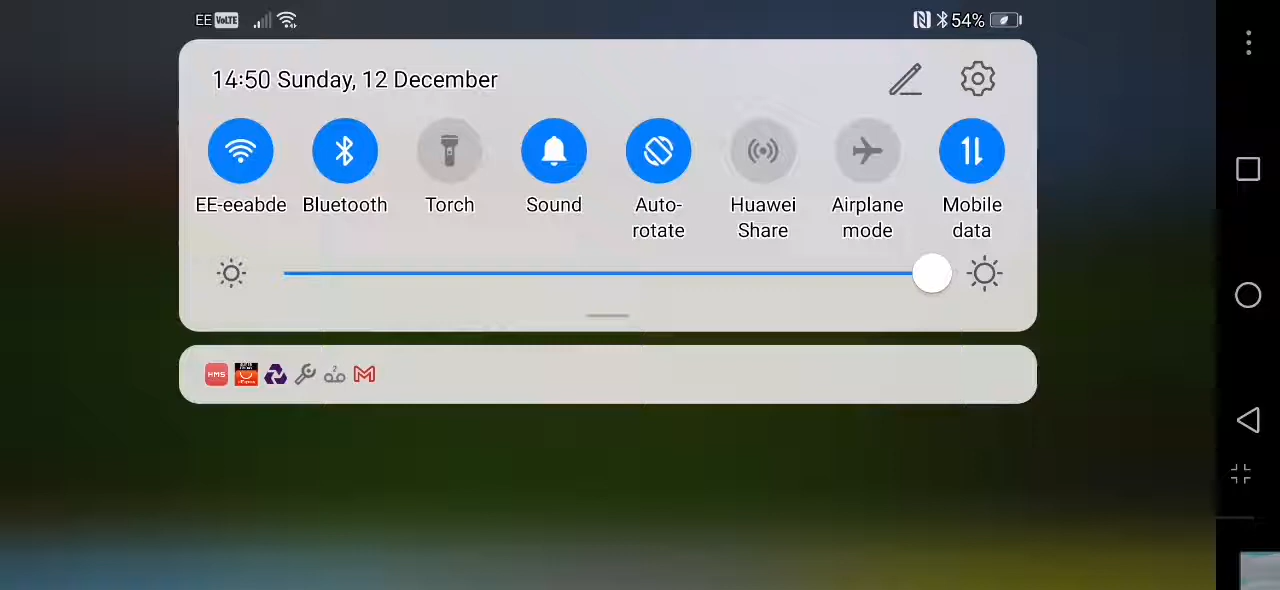 EE VoLTE 54%
14:50 Sunday, 12 December
EE-eeabde Bluetooth Torch Sound Auto-rotate Huawei Share Airplane mode Mobile data
HMS 2